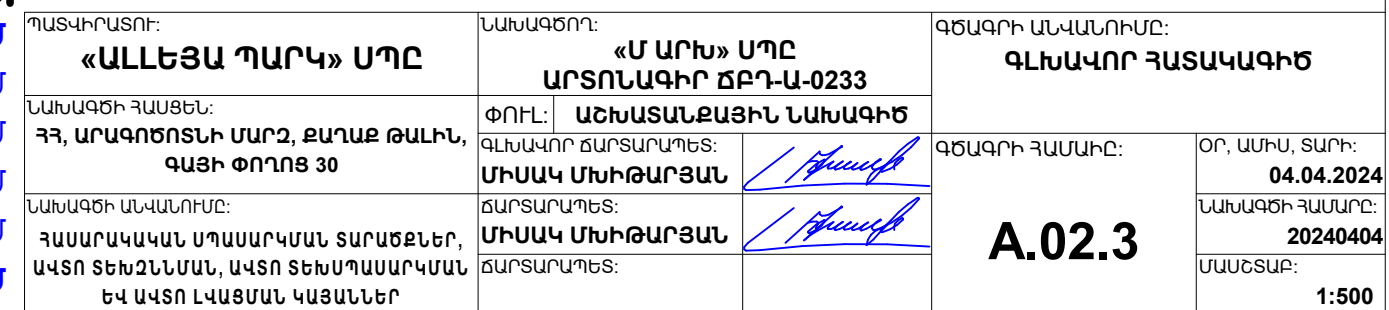 ՊԱՏՎԻՐԱՏՈՒ:
«ԱԼԼԵՅԱ ՊԱՐԿ» ՍՊԸ
ՆԱԽԱԳԾԻ ՀԱՍՑԵՆ:
ՀՀ, ԱՐԱԳՈԾՈՏՆԻ ՄԱՐԶ, ՔԱՂԱՔ ԹԱԼԻՆ,
ԳԱՅԻ ՓՈՂՈՑ 30
ՆԱԽԱԳԾԻ ԱՆՎԱՆՈՒՄԸ:
ՀԱՍԱՐԱԿԱԿԱՆ ՍՊԱՍԱՐԿՄԱՆ ՏԱՐԱԾՔՆԵՐ,
ԱՎՏՈ ՏԵԽԶՆՆՄԱՆ, ԱՎՏՈ ՏԵԽՍՊԱՍԱՐԿՄԱՆ
ԵՎ ԱՎՏՈ ԼՎԱՑՄԱՆ ԿԱՅԱՆՆԵՐ
ՆԱԽԱԳԾՈՂ:
«Մ ԱՐԽ» ՍՊԸ
ԱՐՏՈՆԱԳԻՐ ՃԲԴ-Ա-0233
ՓՈՒԼ: ԱՇԽԱՏԱՆՔԱՅԻՆ ՆԱԽԱԳԻԾ
ԳԼԽԱՎՈՐ ՃԱՐՏԱՐԱՊԵՏ:
ՄԻՍԱԿ ՄԽԻԹԱՐՅԱՆ
ՃԱՐՏԱՐԱՊԵՏ:
ՄԻՍԱԿ ՄԽԻԹԱՐՅԱՆ
ՃԱՐՏԱՐԱՊԵՏ:
ԳԾԱԳՐԻ ԱՆՎԱՆՈՒՄԸ:
ԳԼԽԱՎՈՐ ՀԱՏԱԿԱԳԻԾ
ԳԾԱԳՐԻ ՀԱՄԱՐԸ:
A.02.3
ՕՐ, ԱՄԻՍ, ՏԱՐԻ:
04.04.2024
ՆԱԽԱԳԾԻ ՀԱՄԱՐԸ:
20240404
ՄԱՍՇՏԱԲ:
1:500